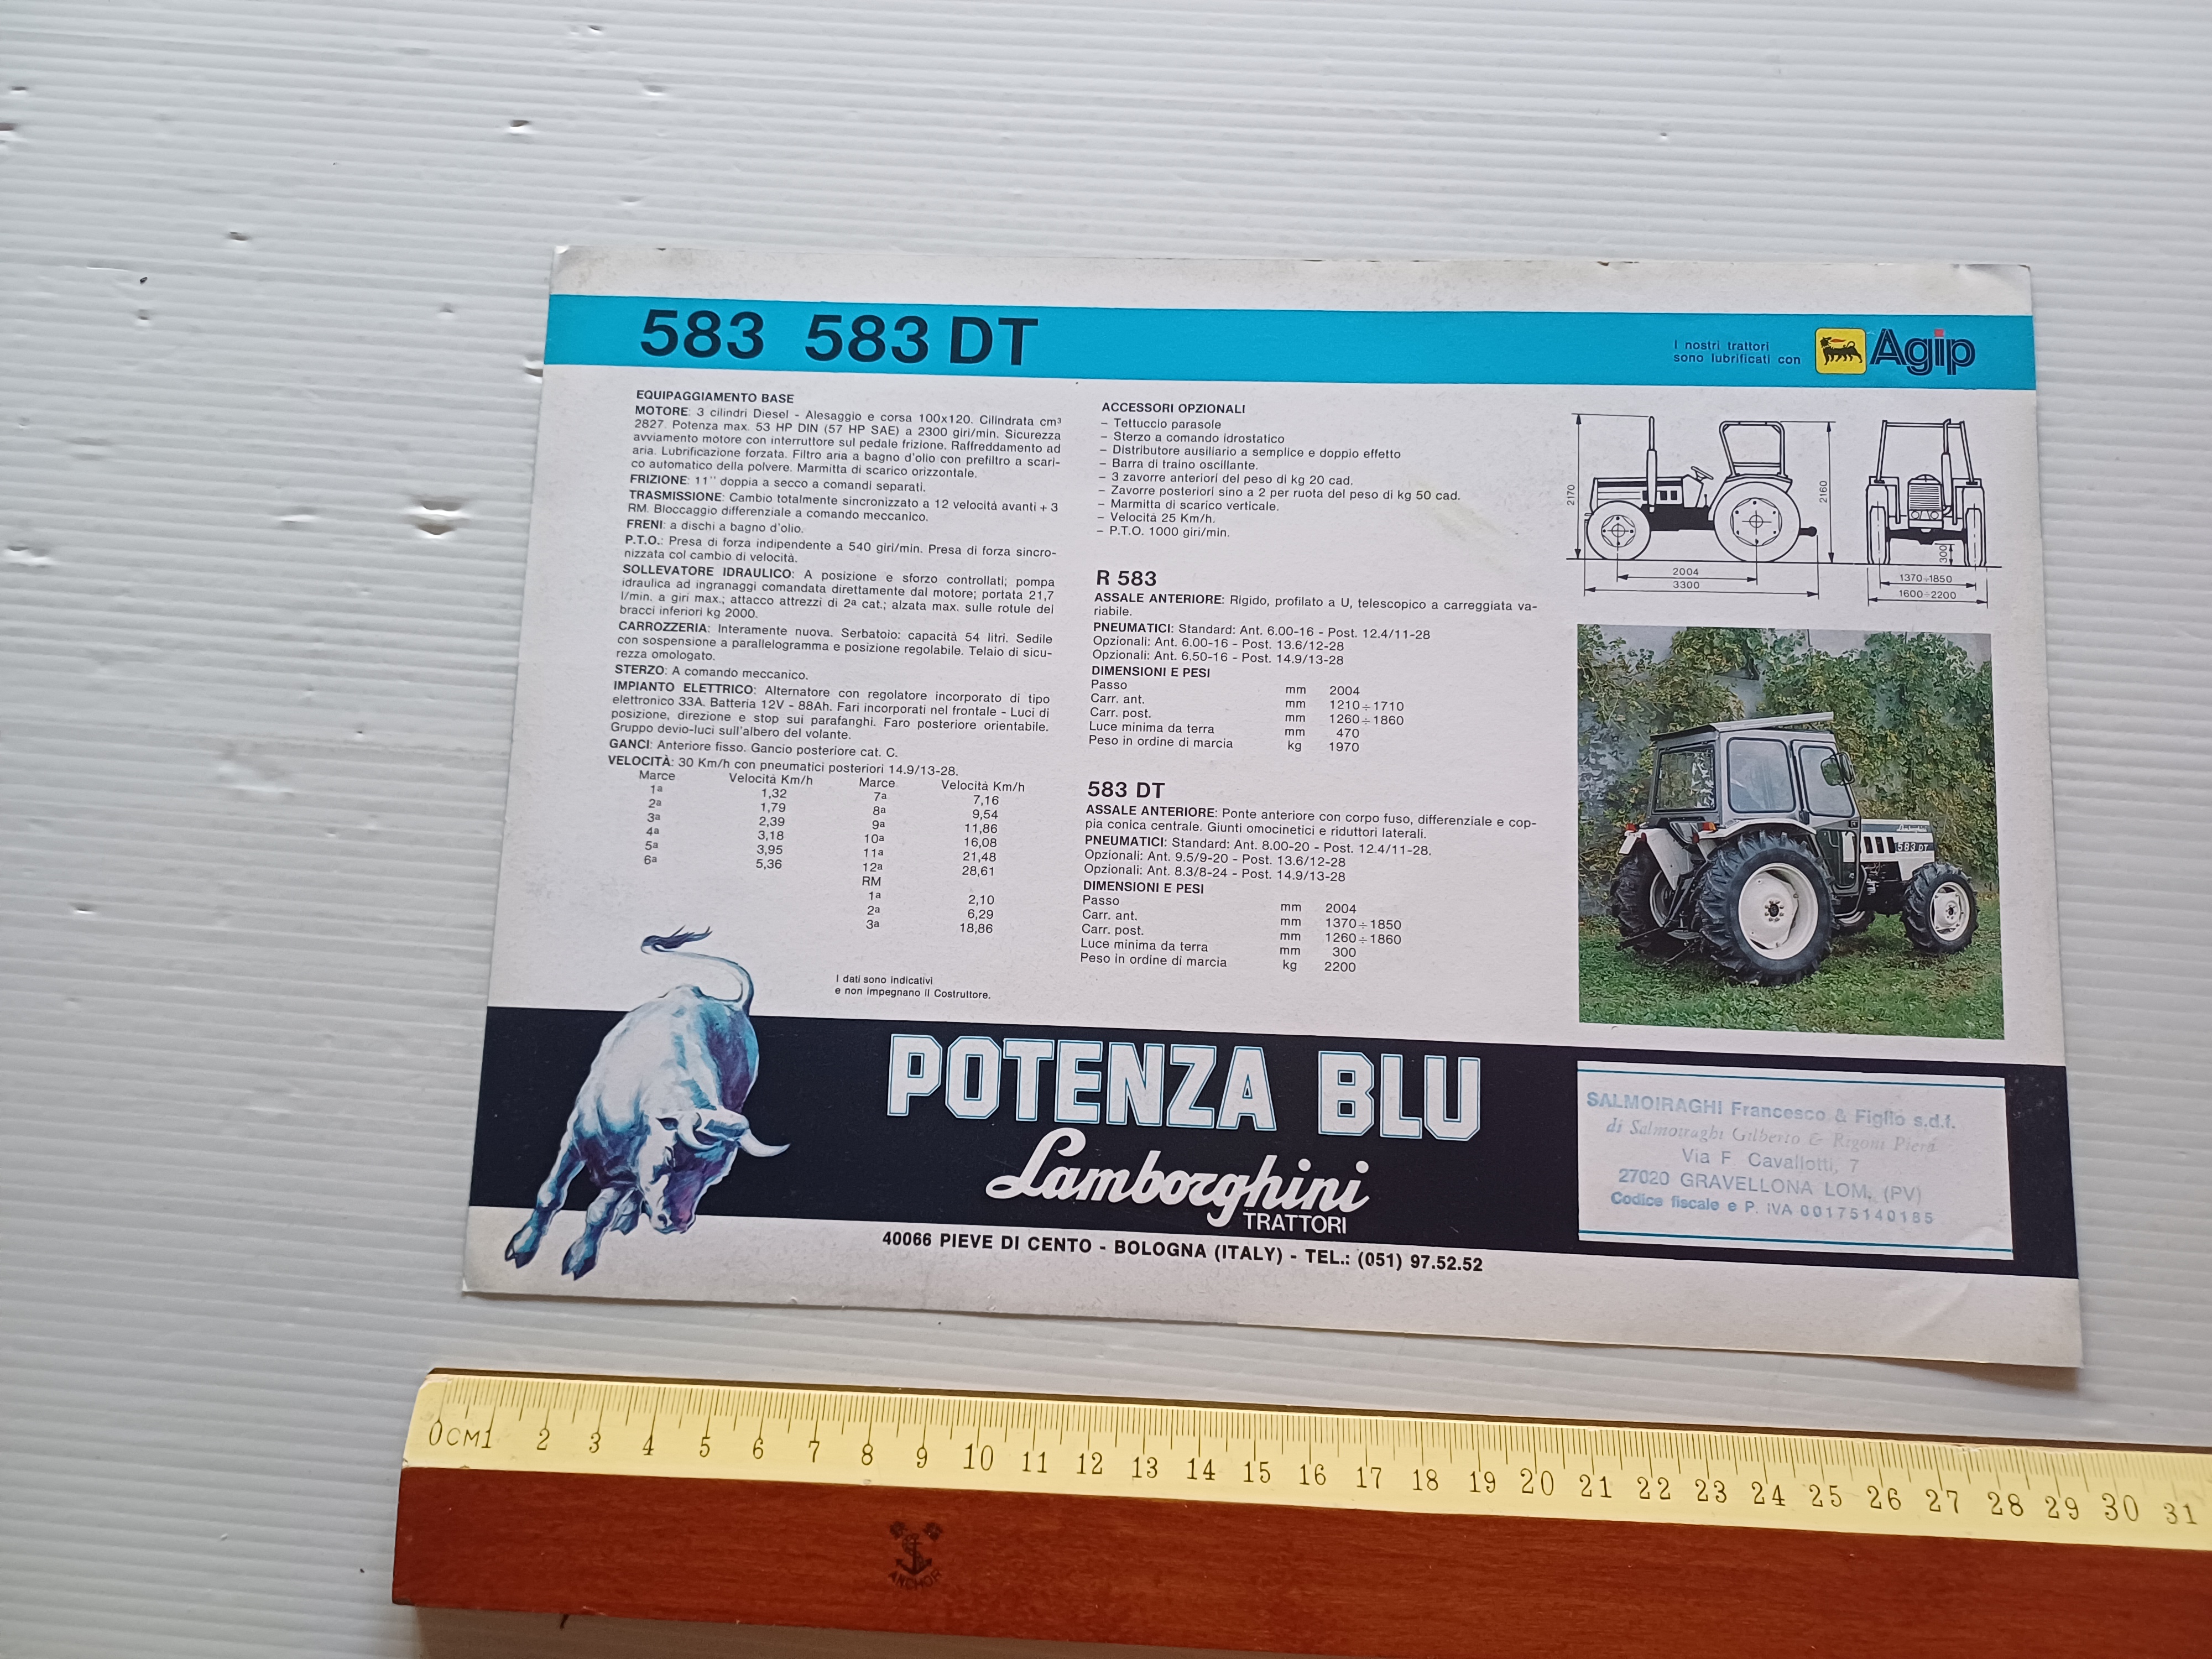 583 583 DT
I nostri trattori
sono lubrificati con
Agip
EQUIPAGGIAMENTO BASE
MOTORE: 3 cilindri Diesel - Alesaggio e corsa 100x120. Cilindrata cm³
2827. Potenza max. 53 HP DIN (57 HP SAE) a 2300 giri/min. Sicurezza
avviamento motore con interruttore sul pedale frizione. Raffreddamento ad
aria. Lubrificazione forzata. Filtro aria a bagno d'olio con prefiltro a scari-
co automatico della polvere. Marmitta di scarico orizzontale.
FRIZIONE: 11'' doppia a secco a comandi separati.
TRASMISSIONE: Cambio totalmente sincronizzato a 12 velocità avanti + 3
RM. Bloccaggio differenziale a comando meccanico.
FRENI: a dischi a bagno d'olio.
P.T.O.: Presa di forza indipendente a 540 giri/min. Presa di forza sincro-
nizzata col cambio di velocità.
SOLLEVATORE IDRAULICO: A posizione e sforzo controllati; pompa
idraulica ad ingranaggi comandata direttamente dal motore; portata 21,7
l/min. a giri max.; attacco attrezzi di 2ª cat.; alzata max. sulle rotule dei
bracci inferiori kg 2000.
CARROZZERIA: Interamente nuova. Serbatoio: capacità 54 litri. Sedile
con sospensione a parallelogramma e posizione regolabile. Telaio di sicu-
rezza omologato.
STERZO: A comando meccanico.
IMPIANTO ELETTRICO: Alternatore con regolatore incorporato di tipo
elettronico 33A. Batteria 12V - 88Ah. Fari incorporati nel frontale - Luci di
posizione, direzione e stop sui parafanghi. Faro posteriore orientabile.
Gruppo devio-luci sull'albero del volante.
GANCI: Anteriore fisso. Gancio posteriore cat. C.
VELOCITÀ: 30 Km/h con pneumatici posteriori 14.9/13-28.
Marce Velocità Km/h Marce Velocità Km/h
1ª 1,32 7ª 7,16
2ª 1,79 8ª 9,54
3ª 2,39 9ª 11,86
4ª 3,18 10ª 16,08
5ª 3,95 11ª 21,48
6ª 5,36 12ª 28,61
RM
1ª 2,10
2ª 6,29
3ª 18,86
I dati sono indicativi
e non impegnano il Costruttore.
ACCESSORI OPZIONALI
– Tettuccio parasole
– Sterzo a comando idrostatico
– Distributore ausiliario a semplice e doppio effetto
– Barra di traino oscillante.
– 3 zavorre anteriori del peso di kg 20 cad.
– Zavorre posteriori sino a 2 per ruota del peso di kg 50 cad.
– Marmitta di scarico verticale.
– Velocità 25 Km/h.
– P.T.O. 1000 giri/min.
R 583
ASSALE ANTERIORE: Rigido, profilato a U, telescopico a carreggiata va-
riabile.
PNEUMATICI: Standard: Ant. 6.00-16 - Post. 12.4/11-28
Opzionali: Ant. 6.00-16 - Post. 13.6/12-28
Opzionali: Ant. 6.50-16 - Post. 14.9/13-28
DIMENSIONI E PESI
Passo mm 2004
Carr. ant. mm 1210÷1710
Carr. post. mm 1260÷1860
Luce minima da terra mm 470
Peso in ordine di marcia kg 1970
583 DT
ASSALE ANTERIORE: Ponte anteriore con corpo fuso, differenziale e cop-
pia conica centrale. Giunti omocinetici e riduttori laterali.
PNEUMATICI: Standard: Ant. 8.00-20 - Post. 12.4/11-28.
Opzionali: Ant. 9.5/9-20 - Post. 13.6/12-28
Opzionali: Ant. 8.3/8-24 - Post. 14.9/13-28
DIMENSIONI E PESI
Passo mm 2004
Carr. ant. mm 1370÷1850
Carr. post. mm 1260÷1860
Luce minima da terra mm 300
Peso in ordine di marcia kg 2200
2170
2160
2004
3300
300
1370÷1850
1600÷2200
583 DT
POTENZA BLU
Lamborghini
TRATTORI
40066 PIEVE DI CENTO - BOLOGNA (ITALY) - TEL.: (051) 97.52.52
SALMOIRAGHI Francesco & Figlio s.d.f.
di Salmoiraghi Gilberto & Rigoni Piera
Via F. Cavallotti, 7
27020 GRAVELLONA LOM. (PV)
Codice fiscale e P. IVA 00175140185
0 CM 1 2 3 4 5 6 7 8 9 10 11 12 13 14 15 16 17 18 19 20 21 22 23 24 25 26 27 28 29 30 31
ANCHOR